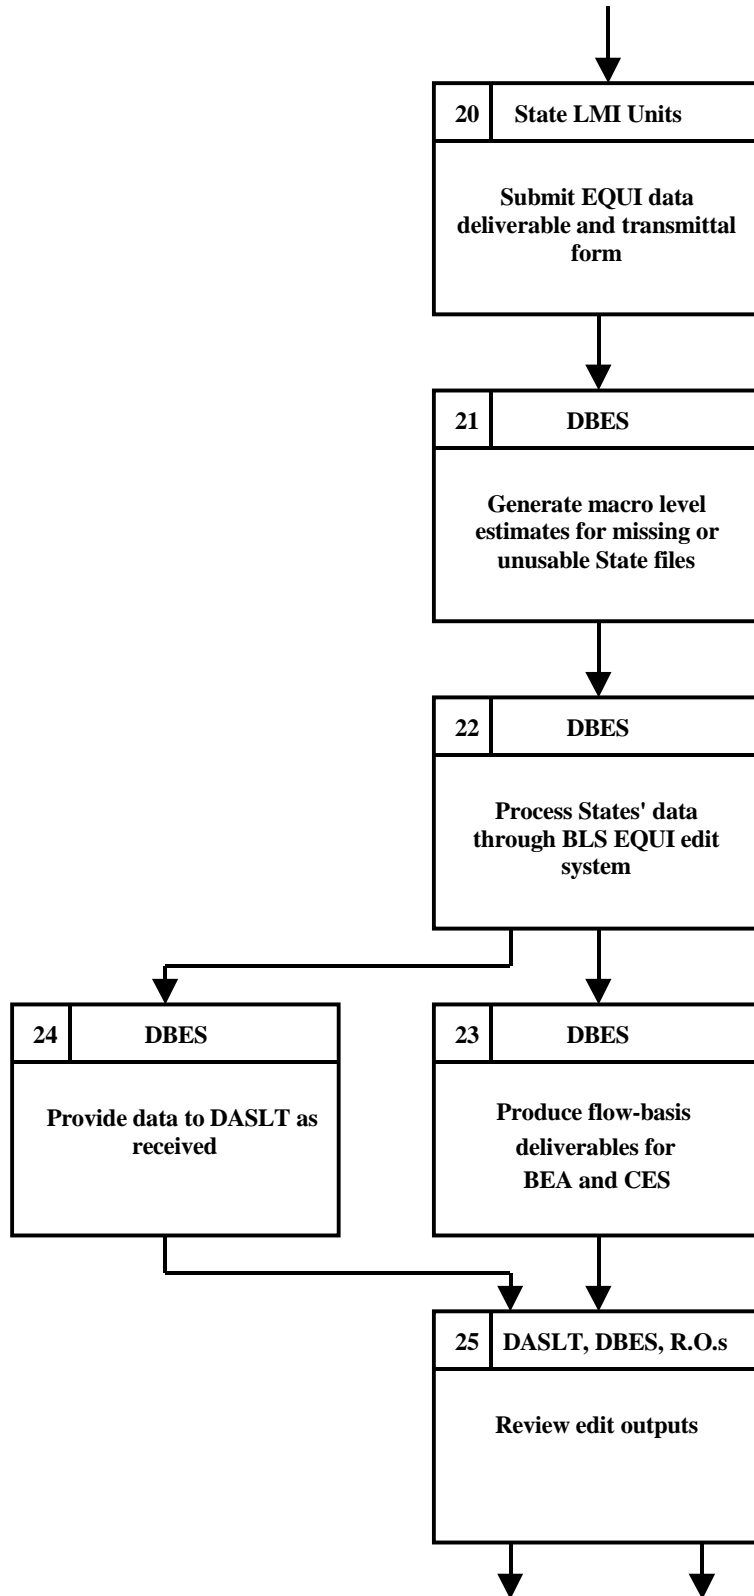 20 State LMI Units
Submit EQUI data
deliverable and transmittal
form
21 DBES
Generate macro level
estimates for missing or
unusable State files
22 DBES
Process States' data
through BLS EQUI edit
system
24 DBES
Provide data to DASLT as
received
23 DBES
Produce flow-basis
deliverables for
BEA and CES
25 DASLT, DBES, R.O.s
Review edit outputs